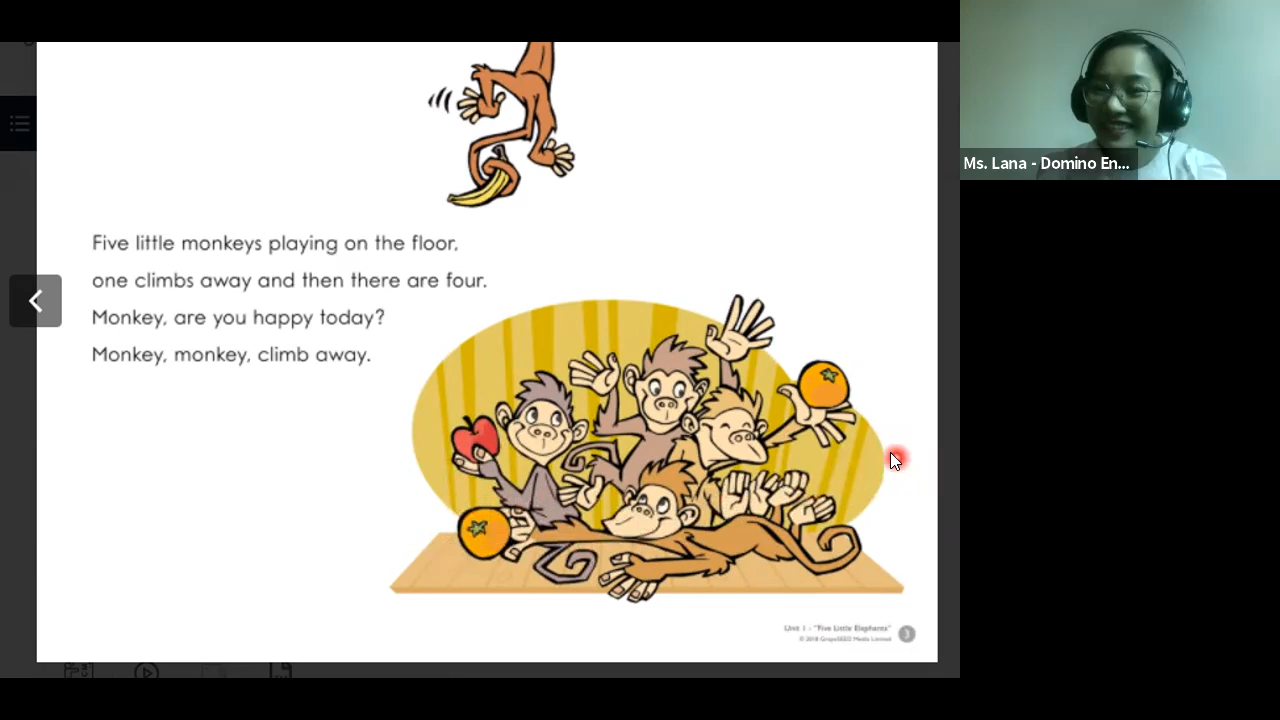 Ms. Lana - Domino En...
Five little monkeys playing on the floor,
one climbs away and then there are four.
Monkey, are you happy today?
Monkey, monkey, climb away.
Unit 1 - "Five Little Elephants"
© 2018 GrapeSEED Media Limited
3